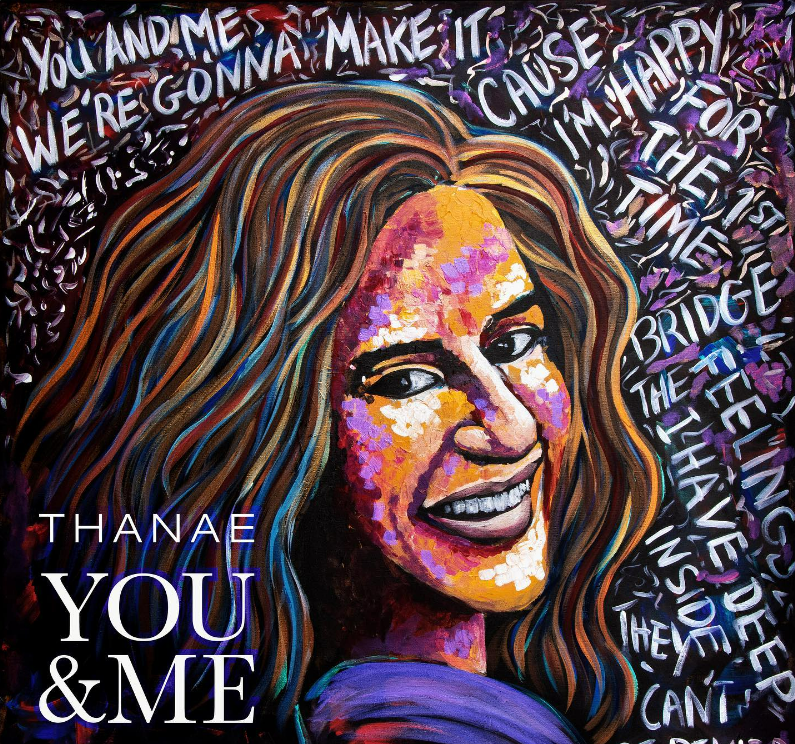 YOU AND ME
WE'RE GONNA MAKE IT
CAUSE
I'M HAPPY
FOR
THE 1ST
TIME
BRIDGE
THE
FEELINGS
I HAVE DEEP
INSIDE
THEY
CAN'T
THANAE
YOU
&ME